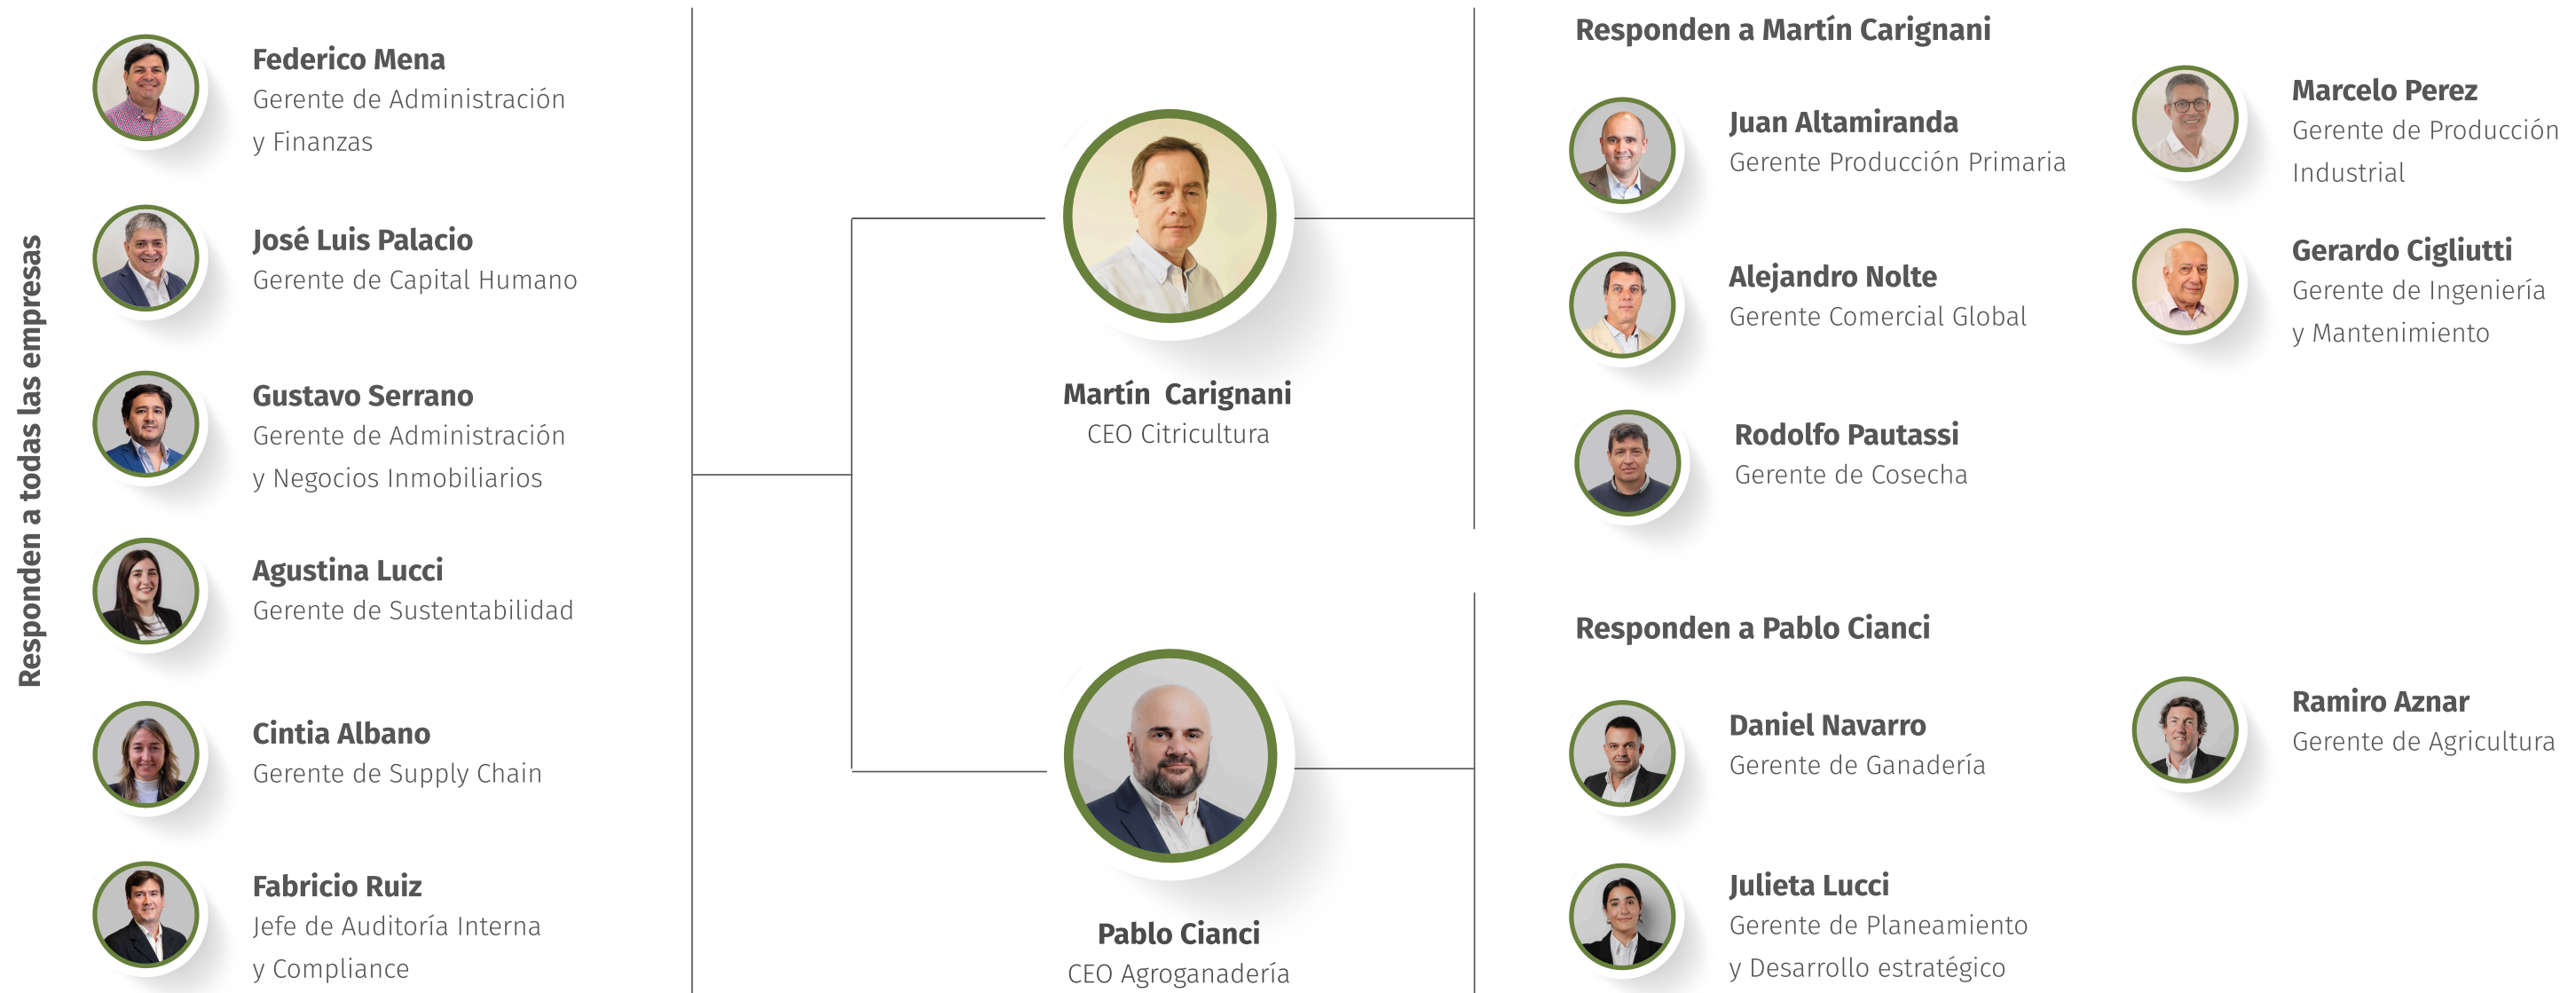 Responden a todas las empresas
Federico Mena
Gerente de Administración
y Finanzas
José Luis Palacio
Gerente de Capital Humano
Gustavo Serrano
Gerente de Administración
y Negocios Inmobiliarios
Agustina Lucci
Gerente de Sustentabilidad
Cintia Albano
Gerente de Supply Chain
Fabricio Ruiz
Jefe de Auditoría Interna
y Compliance
Martín Carignani
CEO Citricultura
Pablo Cianci
CEO Agroganadería
Responden a Martín Carignani
Juan Altamiranda
Gerente Producción Primaria
Alejandro Nolte
Gerente Comercial Global
Rodolfo Pautassi
Gerente de Cosecha
Marcelo Perez
Gerente de Producción
Industrial
Gerardo Cigliutti
Gerente de Ingeniería
y Mantenimiento
Responden a Pablo Cianci
Daniel Navarro
Gerente de Ganadería
Julieta Lucci
Gerente de Planeamiento
y Desarrollo estratégico
Ramiro Aznar
Gerente de Agricultura